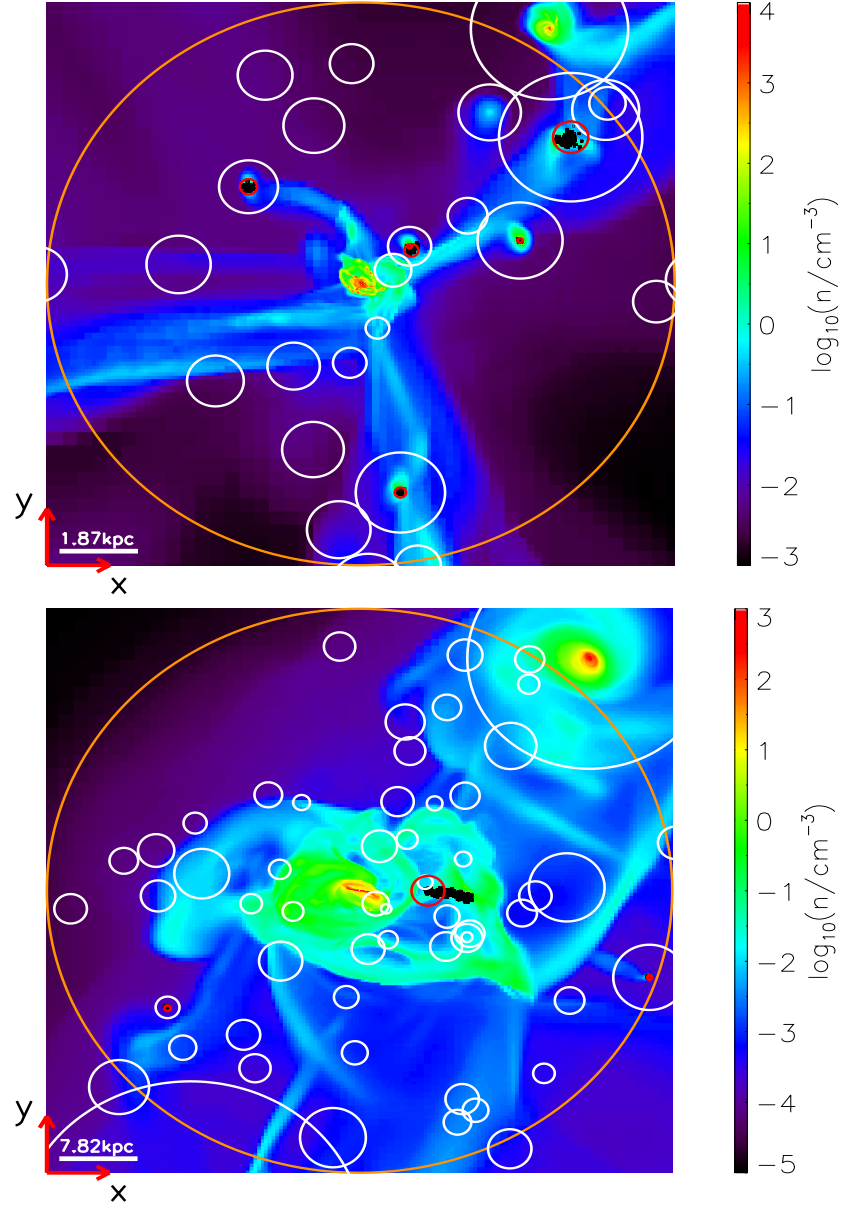 4
3
2
1
0
−1
−2
−3
log₁₀(n/cm⁻³)
y
1.87kpc
x
3
2
1
0
−1
−2
−3
−4
−5
log₁₀(n/cm⁻³)
y
7.82kpc
x